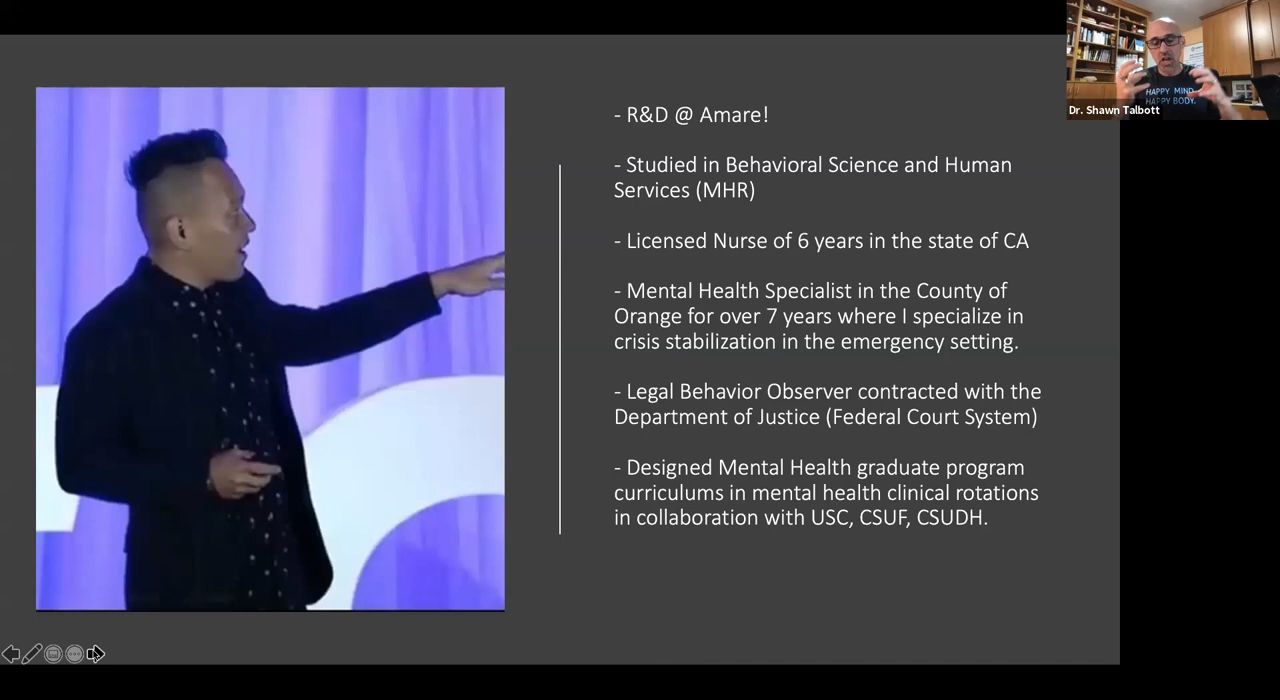 - R&D @ Amare!
- Studied in Behavioral Science and Human
Services (MHR)
- Licensed Nurse of 6 years in the state of CA
- Mental Health Specialist in the County of
Orange for over 7 years where I specialize in
crisis stabilization in the emergency setting.
- Legal Behavior Observer contracted with the
Department of Justice (Federal Court System)
- Designed Mental Health graduate program
curriculums in mental health clinical rotations
in collaboration with USC, CSUF, CSUDH.
HAPPY MIND
HAPPY BODY.
Dr. Shawn Talbott